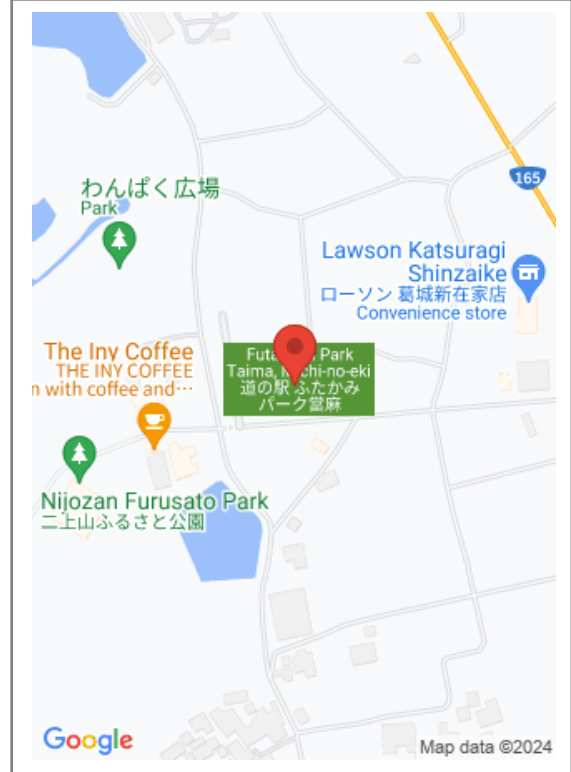 165
わんぱく広場
Park
Lawson Katsuragi
Shinzaike
ローソン 葛城新在家店
Convenience store
The Iny Coffee
THE INY COFFEE
n with coffee and…
Park
Taima,
道の駅 ふたかみ
パーク當麻
Nijozan Furusato Park
二上山ふるさと公園
Google
Map data ©2024